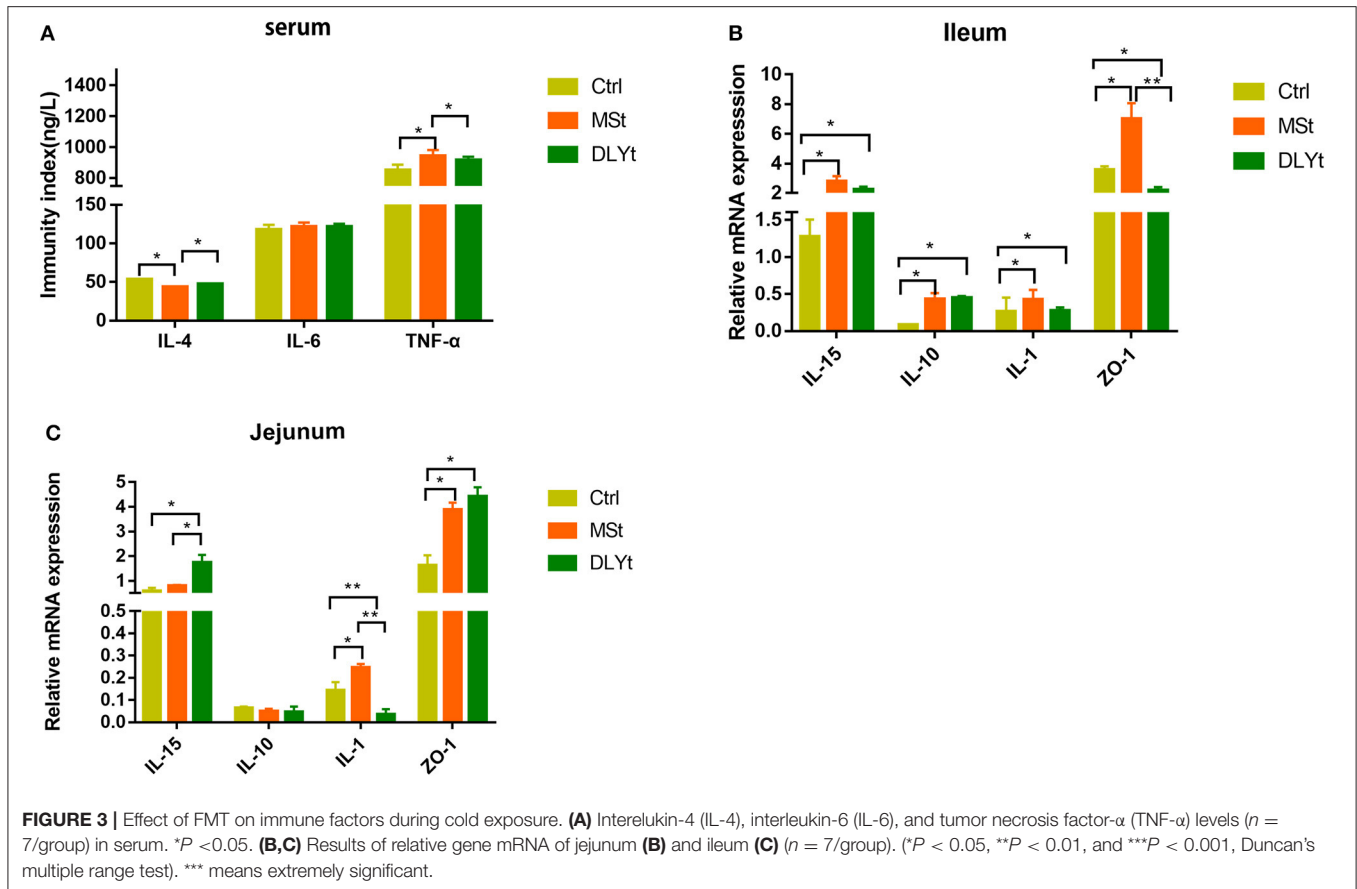 A
serum
Immunity index(ng/L)
1400
1200
1000
800
150
100
50
0
*
*
*
*
IL-4
IL-6
TNF-α
Ctrl
MSt
DLYt
B
Ileum
Relative mRNA expresssion
10
8
6
4
2
1.5
1.0
0.5
0.0
*
*
*
*
*
*
*
*
**
IL-15
IL-10
IL-1
ZO-1
Ctrl
MSt
DLYt
C
Jejunum
Relative mRNA expresssion
5
4
3
2
1
0.5
0.4
0.3
0.2
0.1
0.0
*
*
**
**
*
*
*
IL-15
IL-10
IL-1
ZO-1
Ctrl
MSt
DLYt
FIGURE 3 | Effect of FMT on immune factors during cold exposure. (A) Interelukin-4 (IL-4), interleukin-6 (IL-6), and tumor necrosis factor-α (TNF-α) levels (n =
7/group) in serum. *P <0.05. (B,C) Results of relative gene mRNA of jejunum (B) and ileum (C) (n = 7/group). (*P < 0.05, **P < 0.01, and ***P < 0.001, Duncan's
multiple range test). *** means extremely significant.